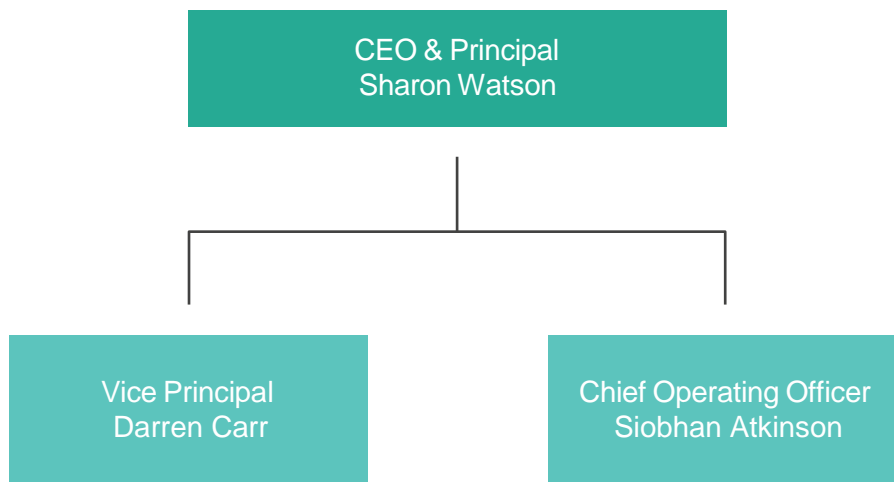 CEO & Principal
Sharon Watson
Vice Principal
Darren Carr
Chief Operating Officer
Siobhan Atkinson